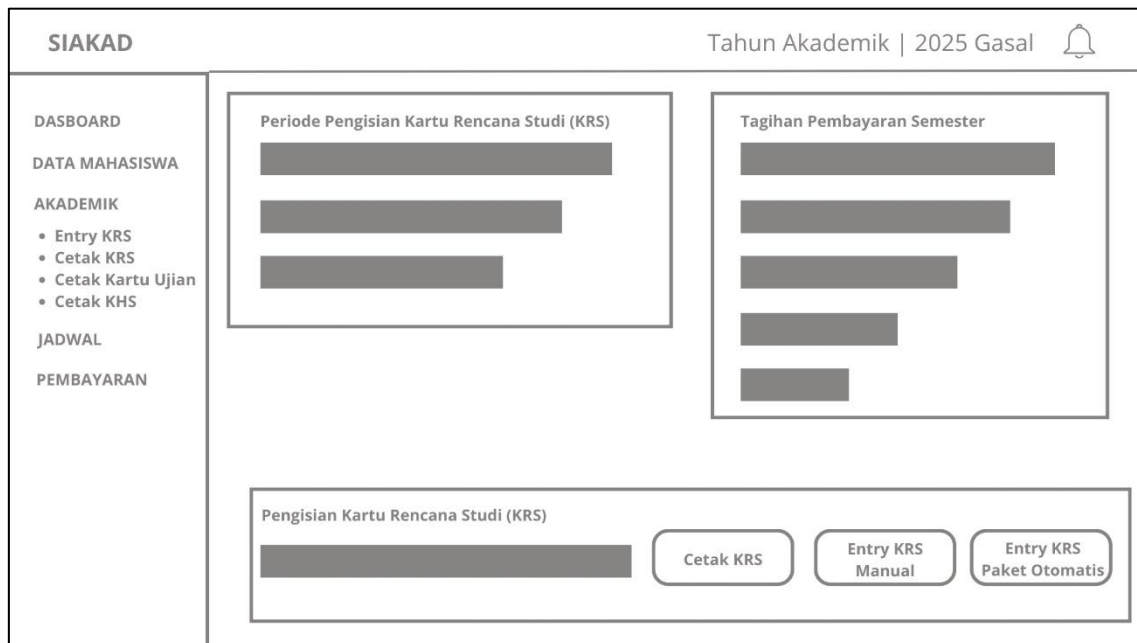 SIAKAD
Tahun Akademik | 2025 Gasal
DASBOARD
DATA MAHASISWA
AKADEMIK
• Entry KRS
• Cetak KRS
• Cetak Kartu Ujian
• Cetak KHS
JADWAL
PEMBAYARAN
Periode Pengisian Kartu Rencana Studi (KRS)
Tagihan Pembayaran Semester
Pengisian Kartu Rencana Studi (KRS)
Cetak KRS
Entry KRS
Manual
Entry KRS
Paket Otomatis